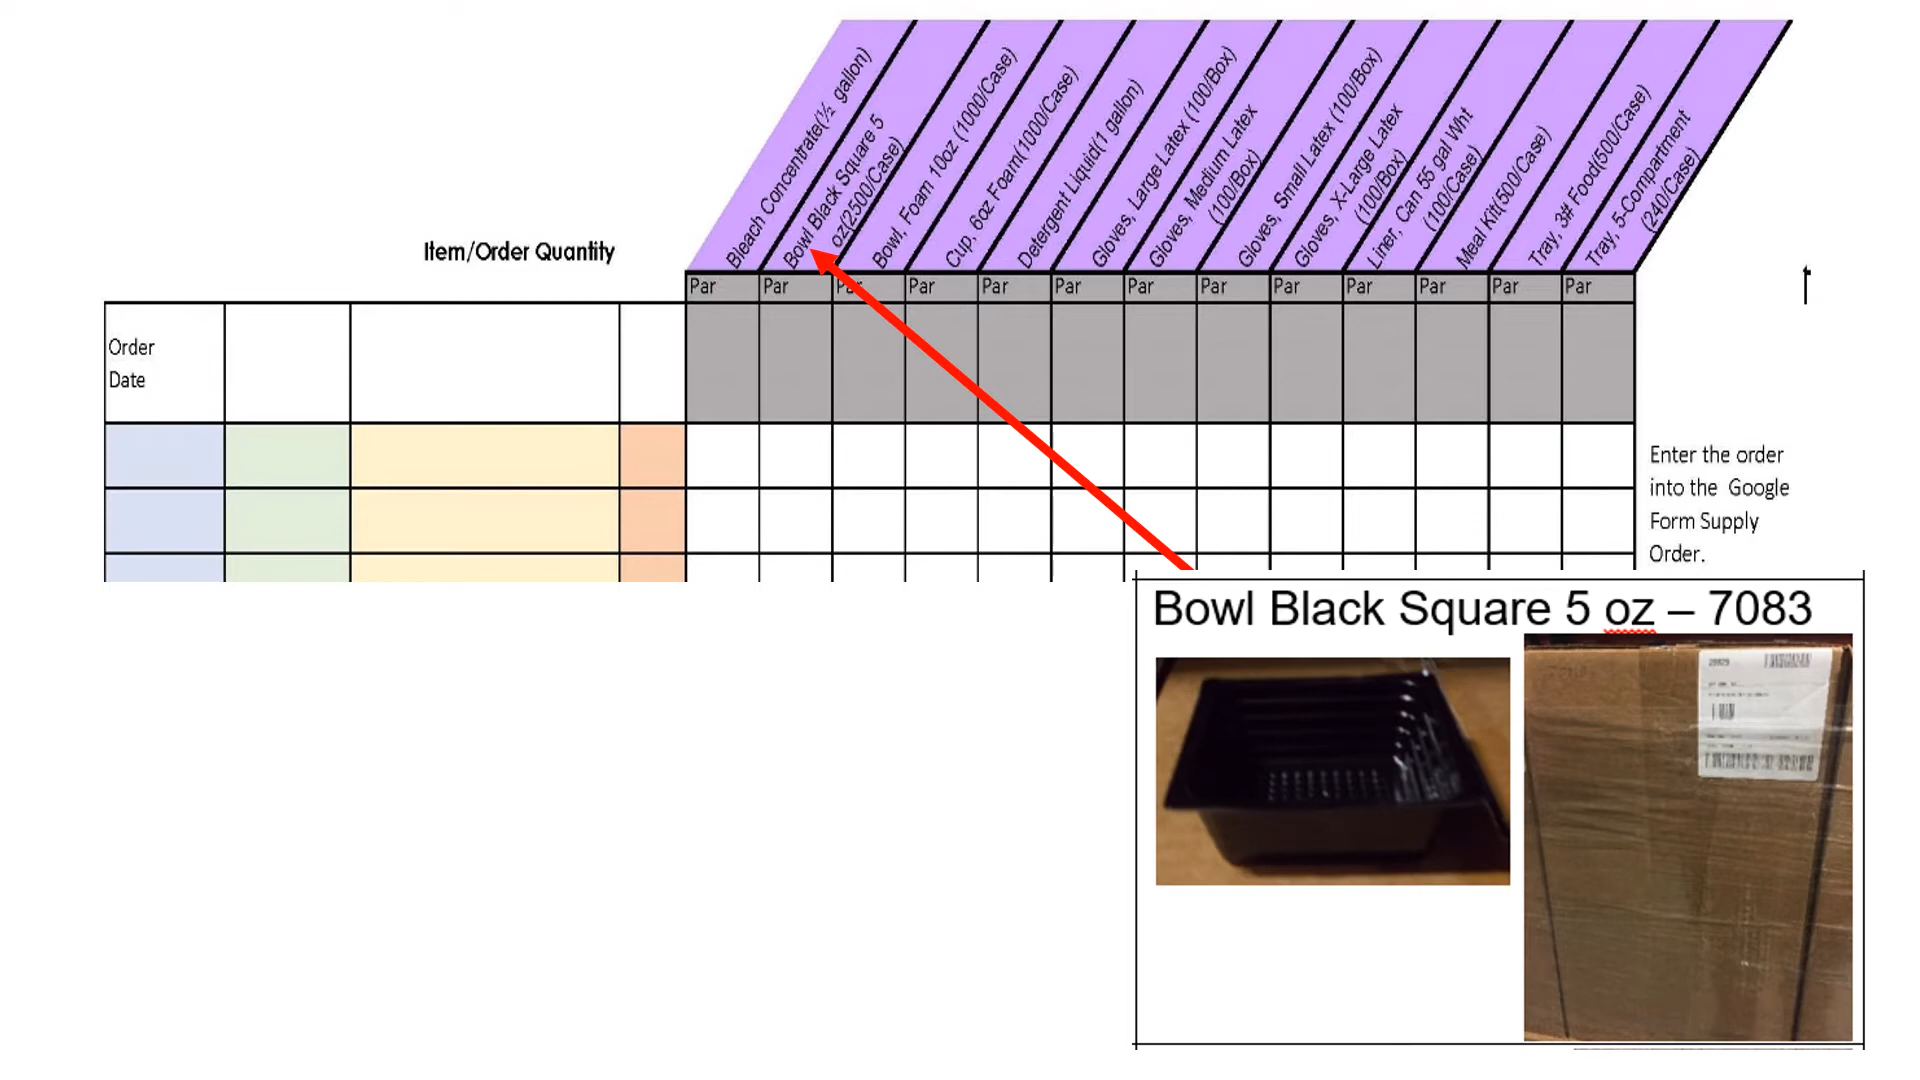 Bleach Concentrate(½ gallon)
Bowl Black Square 5
oz(2500/Case)
Bowl, Foam 10oz (1000/Case)
Cup, 6oz Foam(1000/Case)
Detergent Liquid(1 gallon)
Gloves, Large Latex (100/Box)
Gloves, Medium Latex
(100/Box)
Gloves, Small Latex (100/Box)
Gloves, X-Large Latex
(100/Box)
Liner, Can 55 gal Wht
(100/Case)
Meal Kit(500/Case)
Tray, 3# Food(500/Case)
Tray, 5-Compartment
(240/Case)
Item/Order Quantity
Par Par Par Par Par Par Par Par Par Par Par Par Par
Order
Date
Enter the order
into the Google
Form Supply
Order.
Bowl Black Square 5 oz – 7083